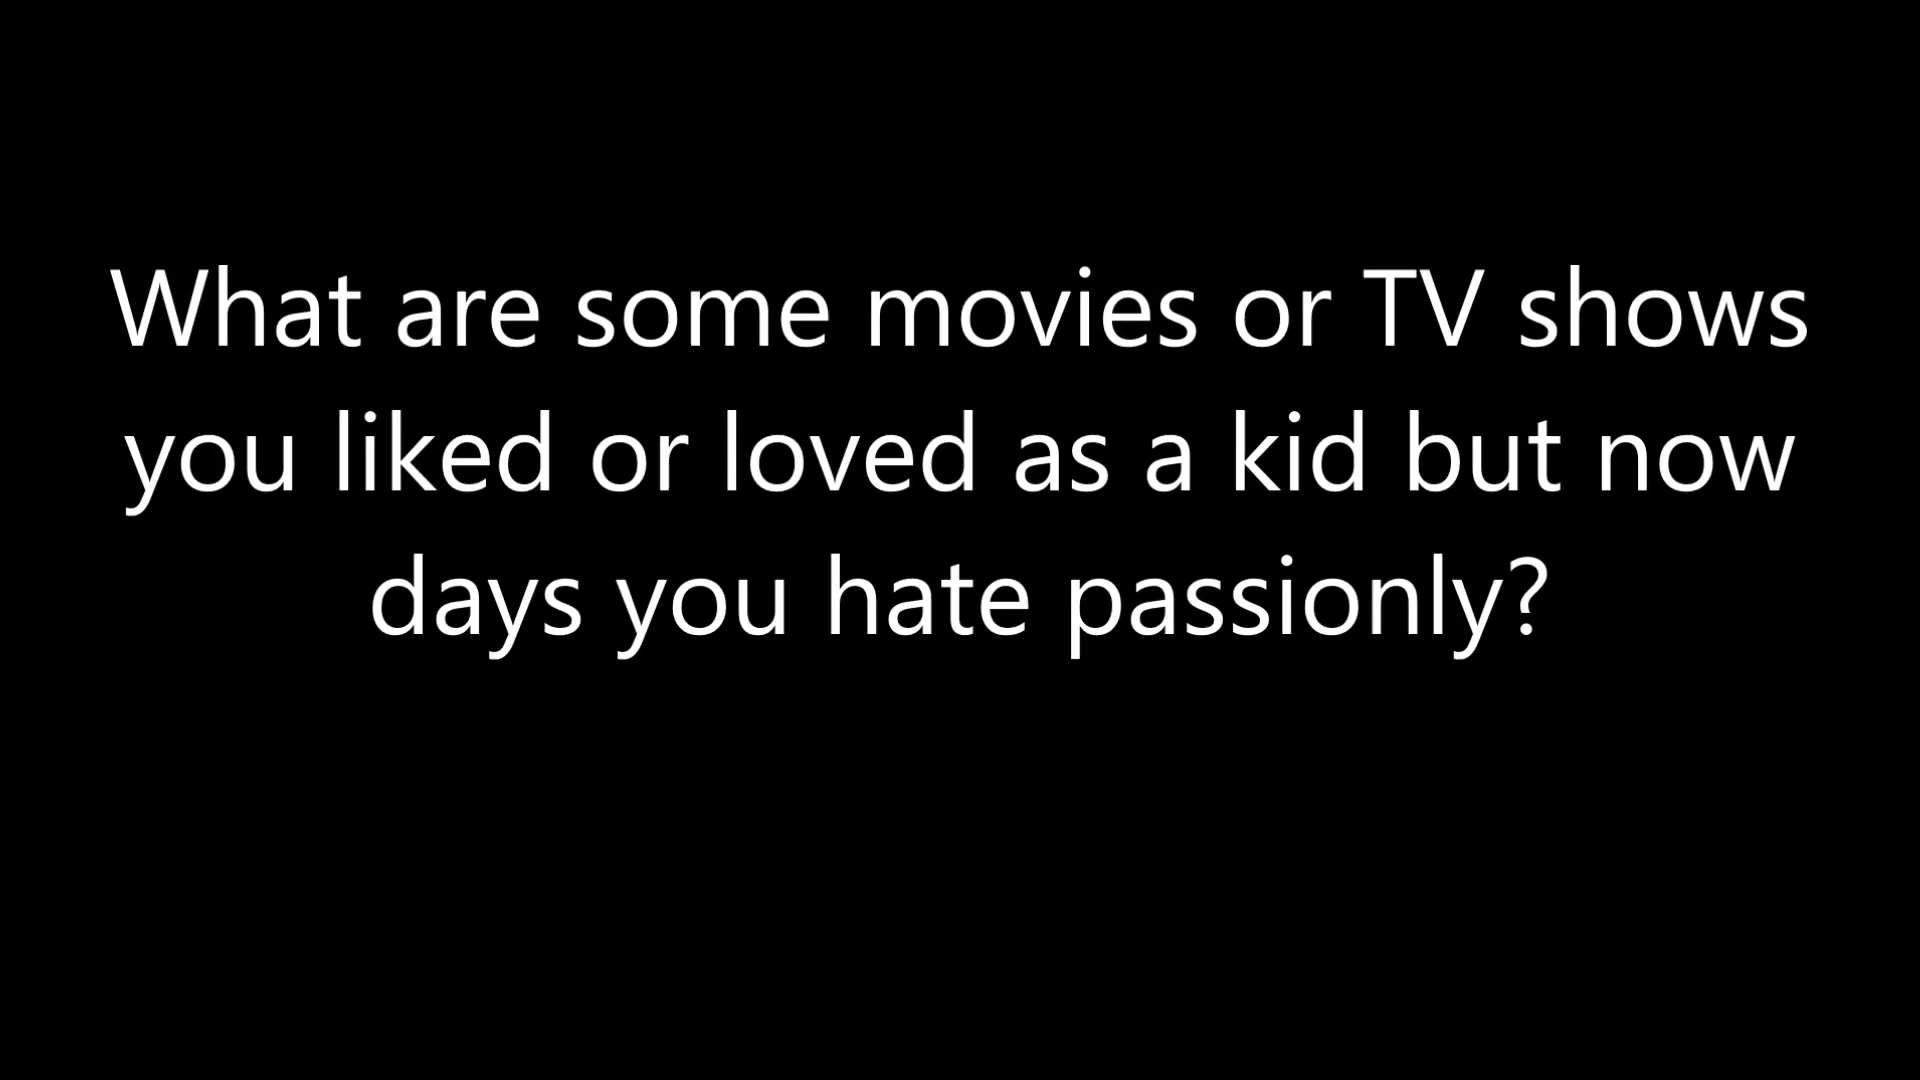 What are some movies or TV shows
you liked or loved as a kid but now
days you hate passionly?